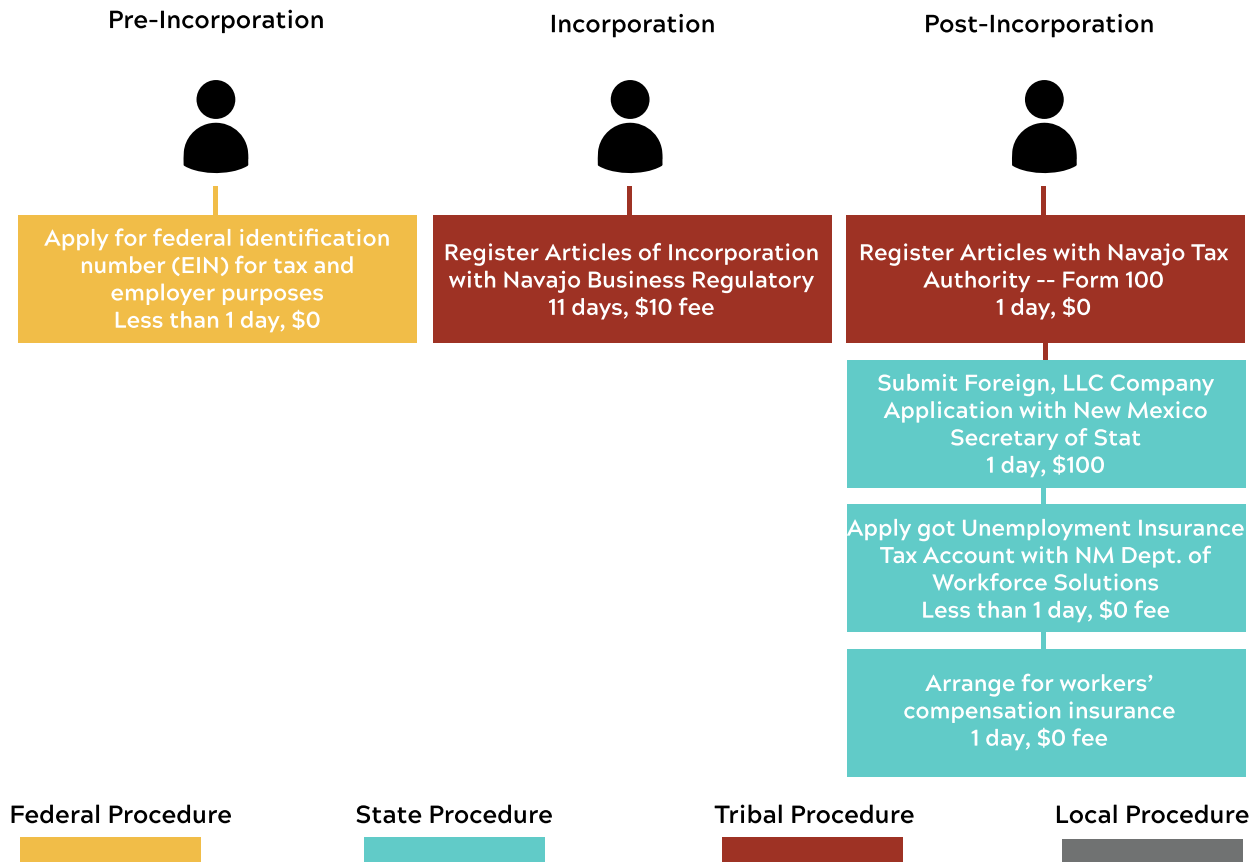 Pre-Incorporation
Incorporation
Post-Incorporation
Apply for federal identification
number (EIN) for tax and
employer purposes
Less than 1 day, $0
Register Articles of Incorporation
with Navajo Business Regulatory
11 days, $10 fee
Register Articles with Navajo Tax
Authority -- Form 100
1 day, $0
Submit Foreign, LLC Company
Application with New Mexico
Secretary of Stat
1 day, $100
Apply got Unemployment Insurance
Tax Account with NM Dept. of
Workforce Solutions
Less than 1 day, $0 fee
Arrange for workers’
compensation insurance
1 day, $0 fee
Federal Procedure
State Procedure
Tribal Procedure
Local Procedure